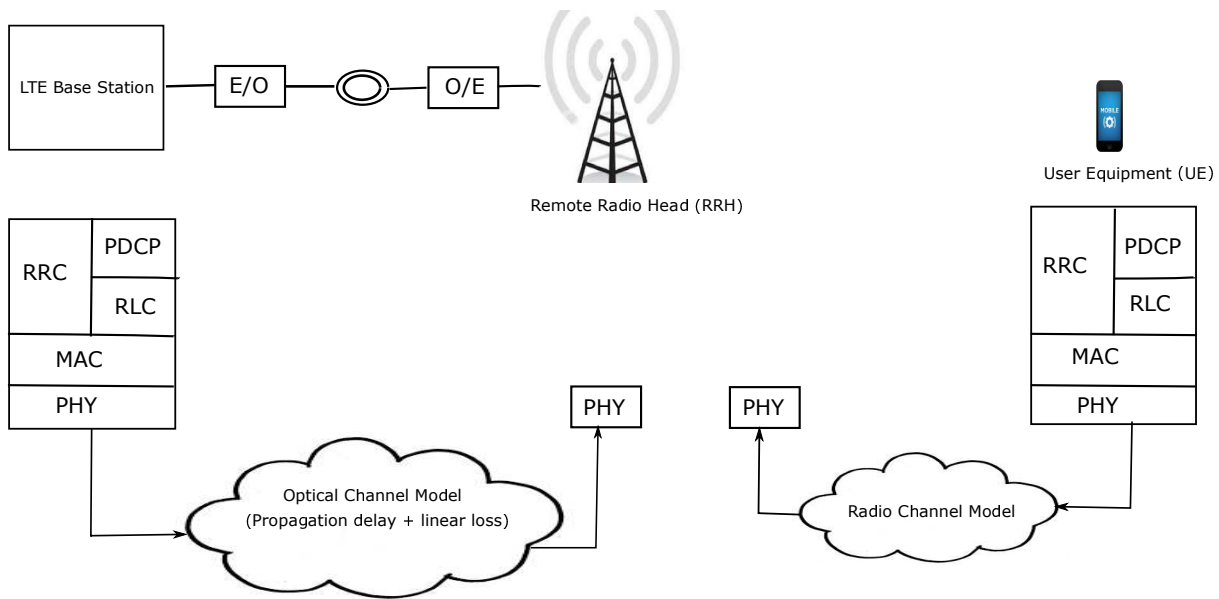 LTE Base Station
E/O
O/E
MOBILE
User Equipment (UE)
Remote Radio Head (RRH)
RRC
PDCP
RLC
MAC
PHY
RRC
PDCP
RLC
MAC
PHY
PHY
PHY
Optical Channel Model
(Propagation delay + linear loss)
Radio Channel Model